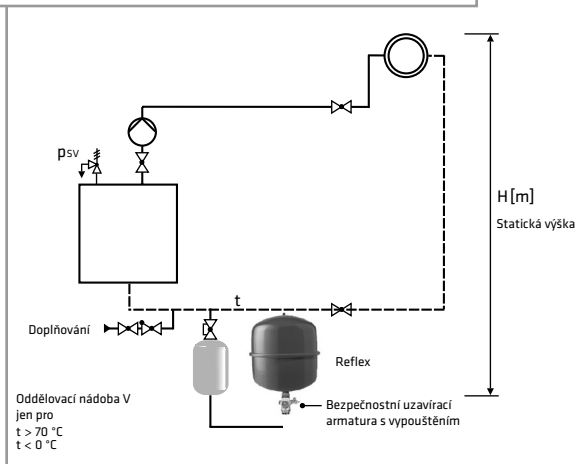 pSV
H [m]
Statická výška
t
Doplňování
Reflex
Oddělovací nádoba V
jen pro
t > 70 °C
t < 0 °C
Bezpečnostní uzavírací
armatura s vypouštěním